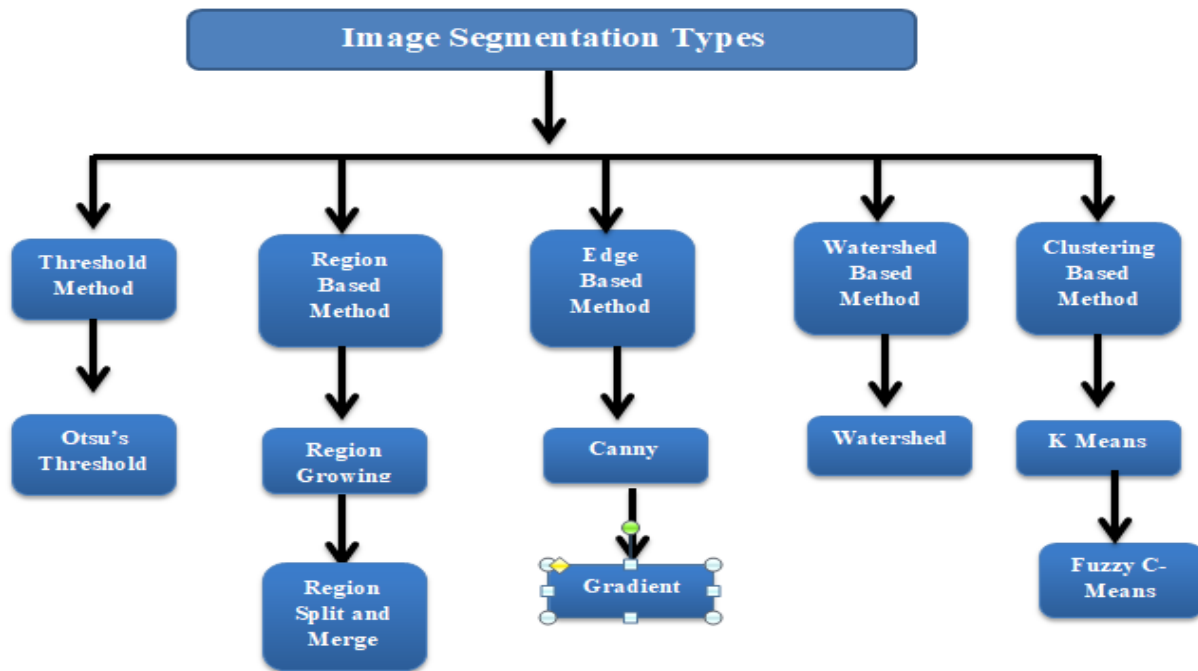 Image Segmentation Types
Threshold
Method
Region
Based
Method
Edge
Based
Method
Watershed
Based
Method
Clustering
Based
Method
Otsu's
Threshold
Region
Growing
Canny
Watershed
K Means
Region
Split and
Merge
Gradient
Fuzzy C-
Means